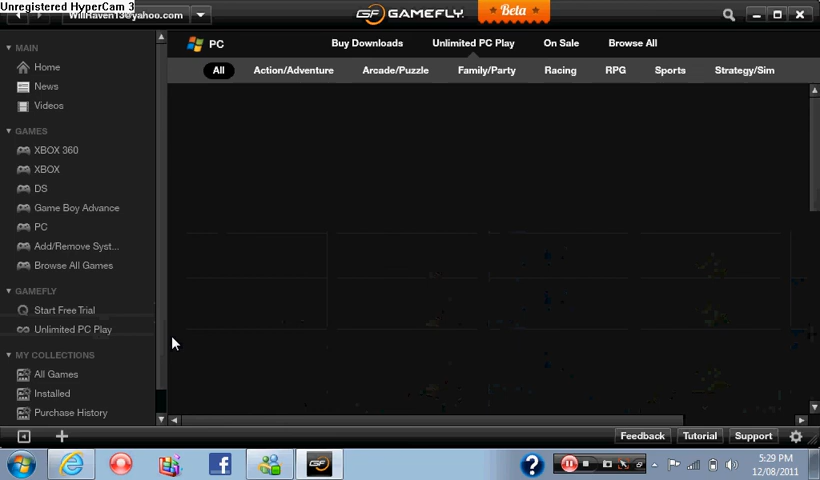 Unregistered HyperCam 3
WillHaven13@yahoo.com
GAMEFLY
Beta
MAIN
Home
News
Videos
GAMES
XBOX 360
XBOX
DS
Game Boy Advance
PC
Add/Remove Syst...
Browse All Games
GAMEFLY
Start Free Trial
Unlimited PC Play
MY COLLECTIONS
All Games
Installed
Purchase History
PC
Buy Downloads Unlimited PC Play On Sale Browse All
All Action/Adventure Arcade/Puzzle Family/Party Racing RPG Sports Strategy/Sim
Feedback Tutorial Support
5:29 PM
12/08/2011